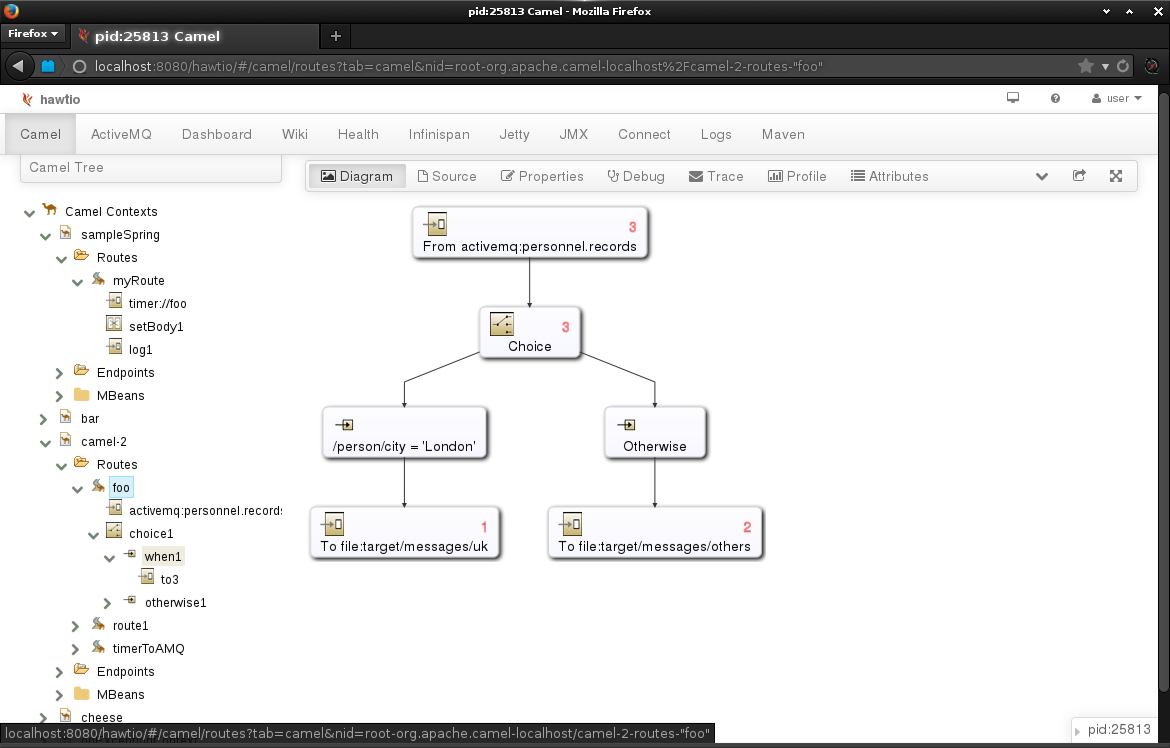 pid:25813 Camel - Mozilla Firefox
Firefox
pid:25813 Camel
localhost:8080/hawtio/#/camel/routes?tab=camel&nid=root-org.apache.camel-localhost%2Fcamel-2-routes-"foo"
hawtio
user
Camel ActiveMQ Dashboard Wiki Health Infinispan Jetty JMX Connect Logs Maven
Camel Tree
Diagram Source Properties Debug Trace Profile Attributes
Camel Contexts
sampleSpring
Routes
myRoute
timer://foo
setBody1
log1
Endpoints
MBeans
bar
camel-2
Routes
foo
activemq:personnel.records
choice1
when1
to3
otherwise1
route1
timerToAMQ
Endpoints
MBeans
cheese
3
From activemq:personnel.records
3
Choice
/person/city = 'London'
Otherwise
1
To file:target/messages/uk
2
To file:target/messages/others
localhost:8080/hawtio/#/camel/routes?tab=camel&nid=root-org.apache.camel-localhost/camel-2-routes-"foo"
pid:25813